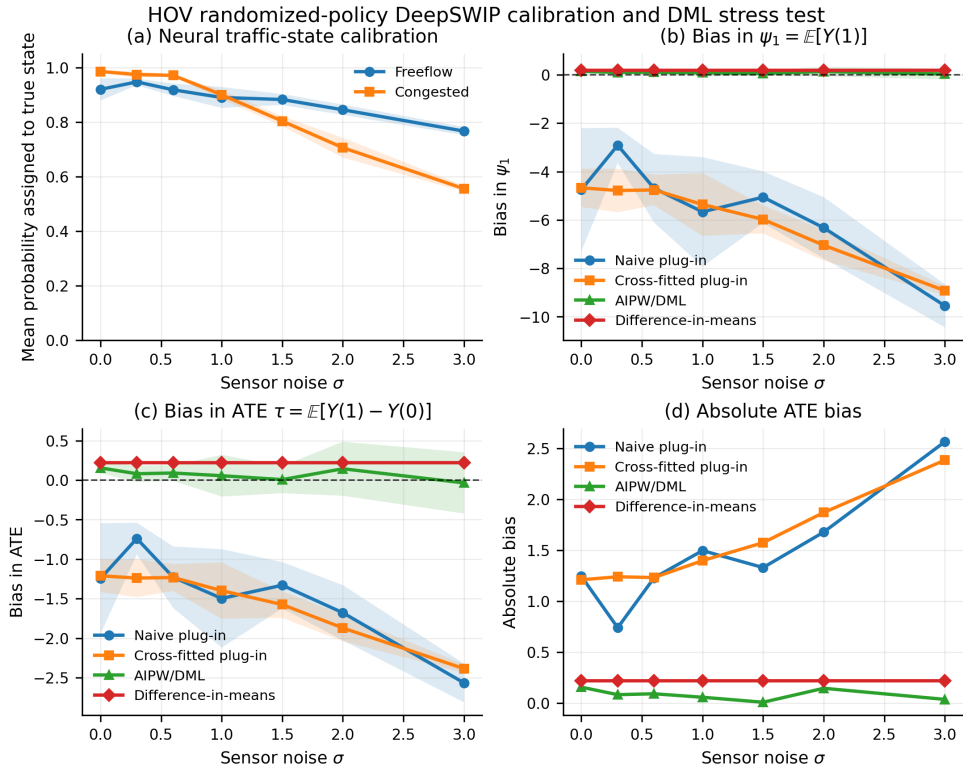 HOV randomized-policy DeepSWIP calibration and DML stress test
(a) Neural traffic-state calibration
Mean probability assigned to true state
1.0
0.8
0.6
0.4
0.2
0.0
Freeflow
Congested
0.0 0.5 1.0 1.5 2.0 2.5 3.0
Sensor noise σ
(b) Bias in ψ₁ = 𝔼[Y(1)]
Bias in ψ₁
0
−2
−4
−6
−8
−10
Naive plug-in
Cross-fitted plug-in
AIPW/DML
Difference-in-means
0.0 0.5 1.0 1.5 2.0 2.5 3.0
Sensor noise σ
(c) Bias in ATE τ = 𝔼[Y(1) − Y(0)]
Bias in ATE
0.5
0.0
−0.5
−1.0
−1.5
−2.0
−2.5
Naive plug-in
Cross-fitted plug-in
AIPW/DML
Difference-in-means
0.0 0.5 1.0 1.5 2.0 2.5 3.0
Sensor noise σ
(d) Absolute ATE bias
Absolute bias
2.5
2.0
1.5
1.0
0.5
0.0
Naive plug-in
Cross-fitted plug-in
AIPW/DML
Difference-in-means
0.0 0.5 1.0 1.5 2.0 2.5 3.0
Sensor noise σ